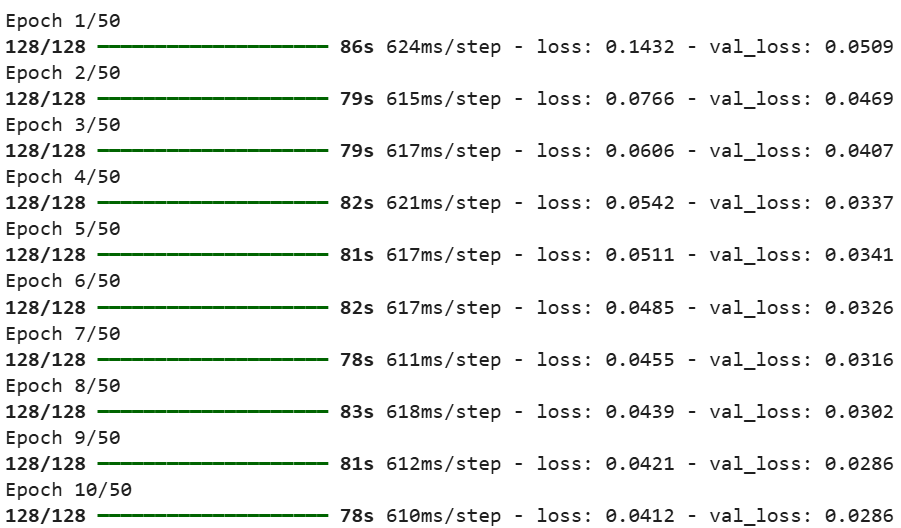 Epoch 1/50
128/128 ━━━━━━━━━━━━━━━━━━━━ 86s 624ms/step - loss: 0.1432 - val_loss: 0.0509
Epoch 2/50
128/128 ━━━━━━━━━━━━━━━━━━━━ 79s 615ms/step - loss: 0.0766 - val_loss: 0.0469
Epoch 3/50
128/128 ━━━━━━━━━━━━━━━━━━━━ 79s 617ms/step - loss: 0.0606 - val_loss: 0.0407
Epoch 4/50
128/128 ━━━━━━━━━━━━━━━━━━━━ 82s 621ms/step - loss: 0.0542 - val_loss: 0.0337
Epoch 5/50
128/128 ━━━━━━━━━━━━━━━━━━━━ 81s 617ms/step - loss: 0.0511 - val_loss: 0.0341
Epoch 6/50
128/128 ━━━━━━━━━━━━━━━━━━━━ 82s 617ms/step - loss: 0.0485 - val_loss: 0.0326
Epoch 7/50
128/128 ━━━━━━━━━━━━━━━━━━━━ 78s 611ms/step - loss: 0.0455 - val_loss: 0.0316
Epoch 8/50
128/128 ━━━━━━━━━━━━━━━━━━━━ 83s 618ms/step - loss: 0.0439 - val_loss: 0.0302
Epoch 9/50
128/128 ━━━━━━━━━━━━━━━━━━━━ 81s 612ms/step - loss: 0.0421 - val_loss: 0.0286
Epoch 10/50
128/128 ━━━━━━━━━━━━━━━━━━━━ 78s 610ms/step - loss: 0.0412 - val_loss: 0.0286